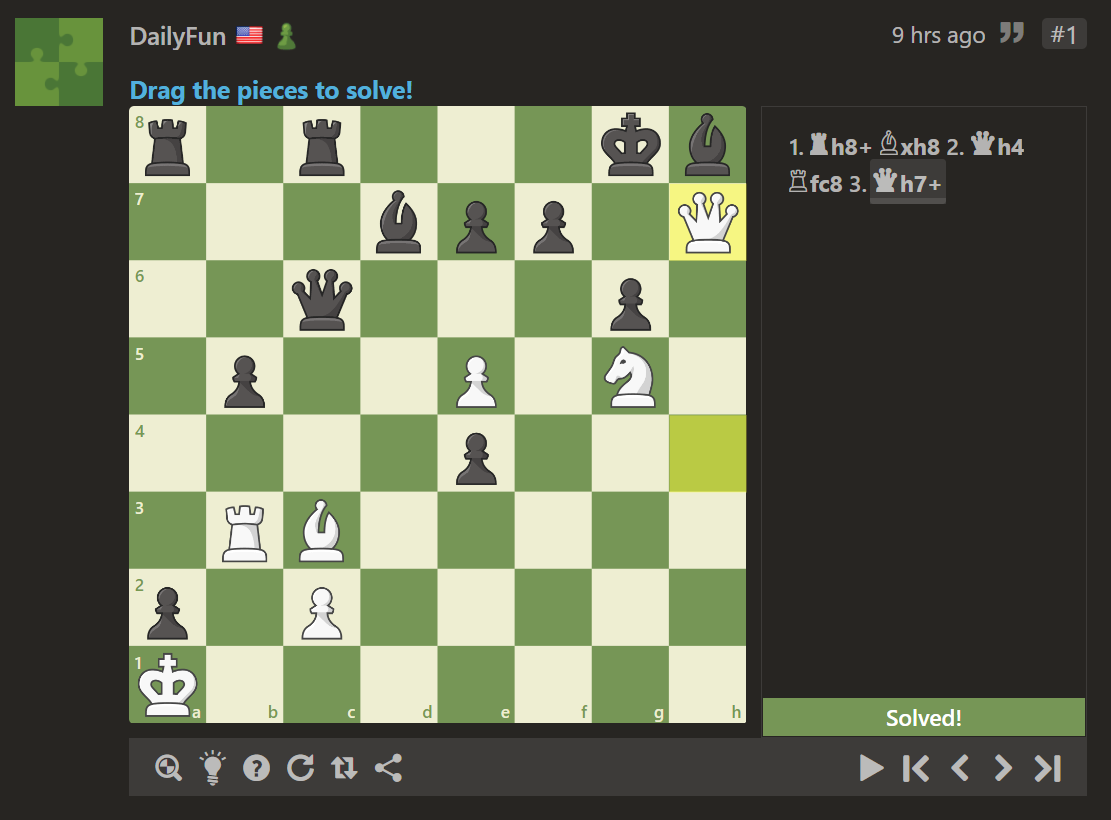 DailyFun
9 hrs ago #1
Drag the pieces to solve!
8
7
6
5
4
3
2
1
a b c d e f g h
1. ♜h8+ ♗xh8 2. ♛h4
♖fc8 3. ♛h7+
Solved!
?